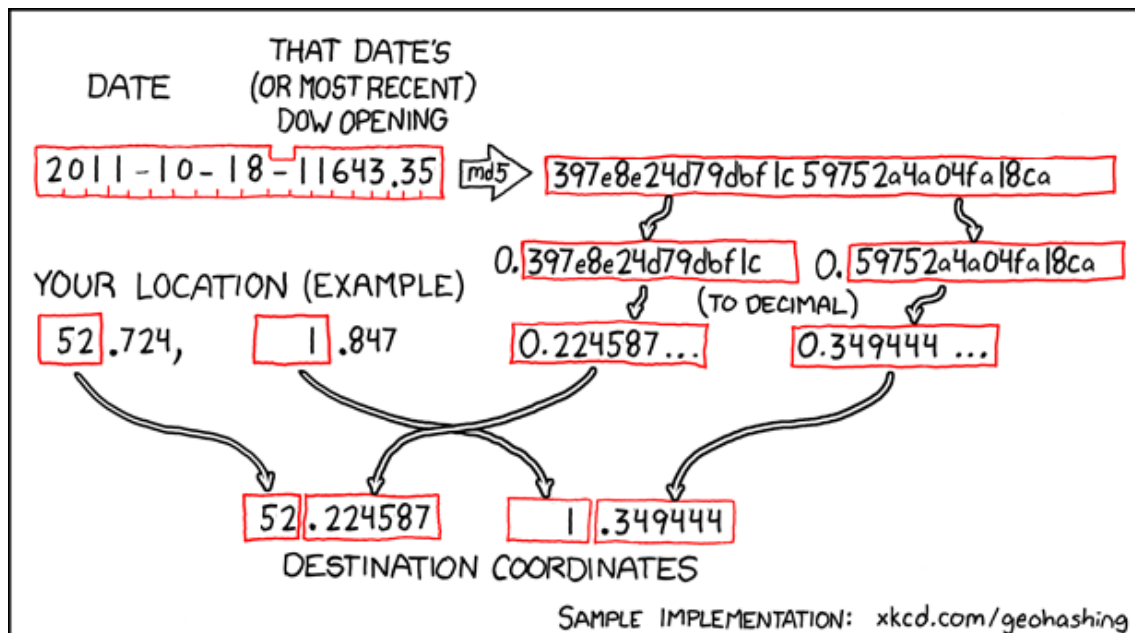 THAT DATE'S
DATE (OR MOST RECENT)
DOW OPENING
2011-10-18-11643.35 md5 397e8e24d79dbf1c59752a4a04fa18ca
0.397e8e24d79dbf1c 0.59752a4a04fa18ca
YOUR LOCATION (EXAMPLE) (TO DECIMAL)
52.724, 1.847 0.224587... 0.349444...
52.224587 1.349444
DESTINATION COORDINATES
SAMPLE IMPLEMENTATION: xkcd.com/geohashing